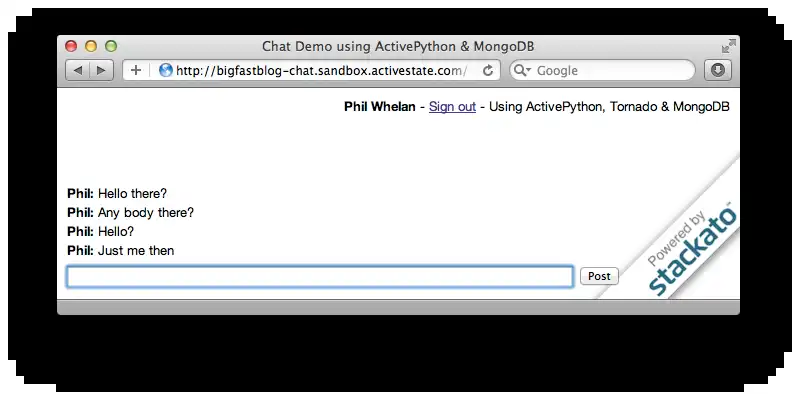 Chat Demo using ActivePython & MongoDB
http://bigfastblog-chat.sandbox.activestate.com/
Google
Phil Whelan - Sign out - Using ActivePython, Tornado & MongoDB
Phil: Hello there?
Phil: Any body there?
Phil: Hello?
Phil: Just me then
Post
Powered by
stackato™